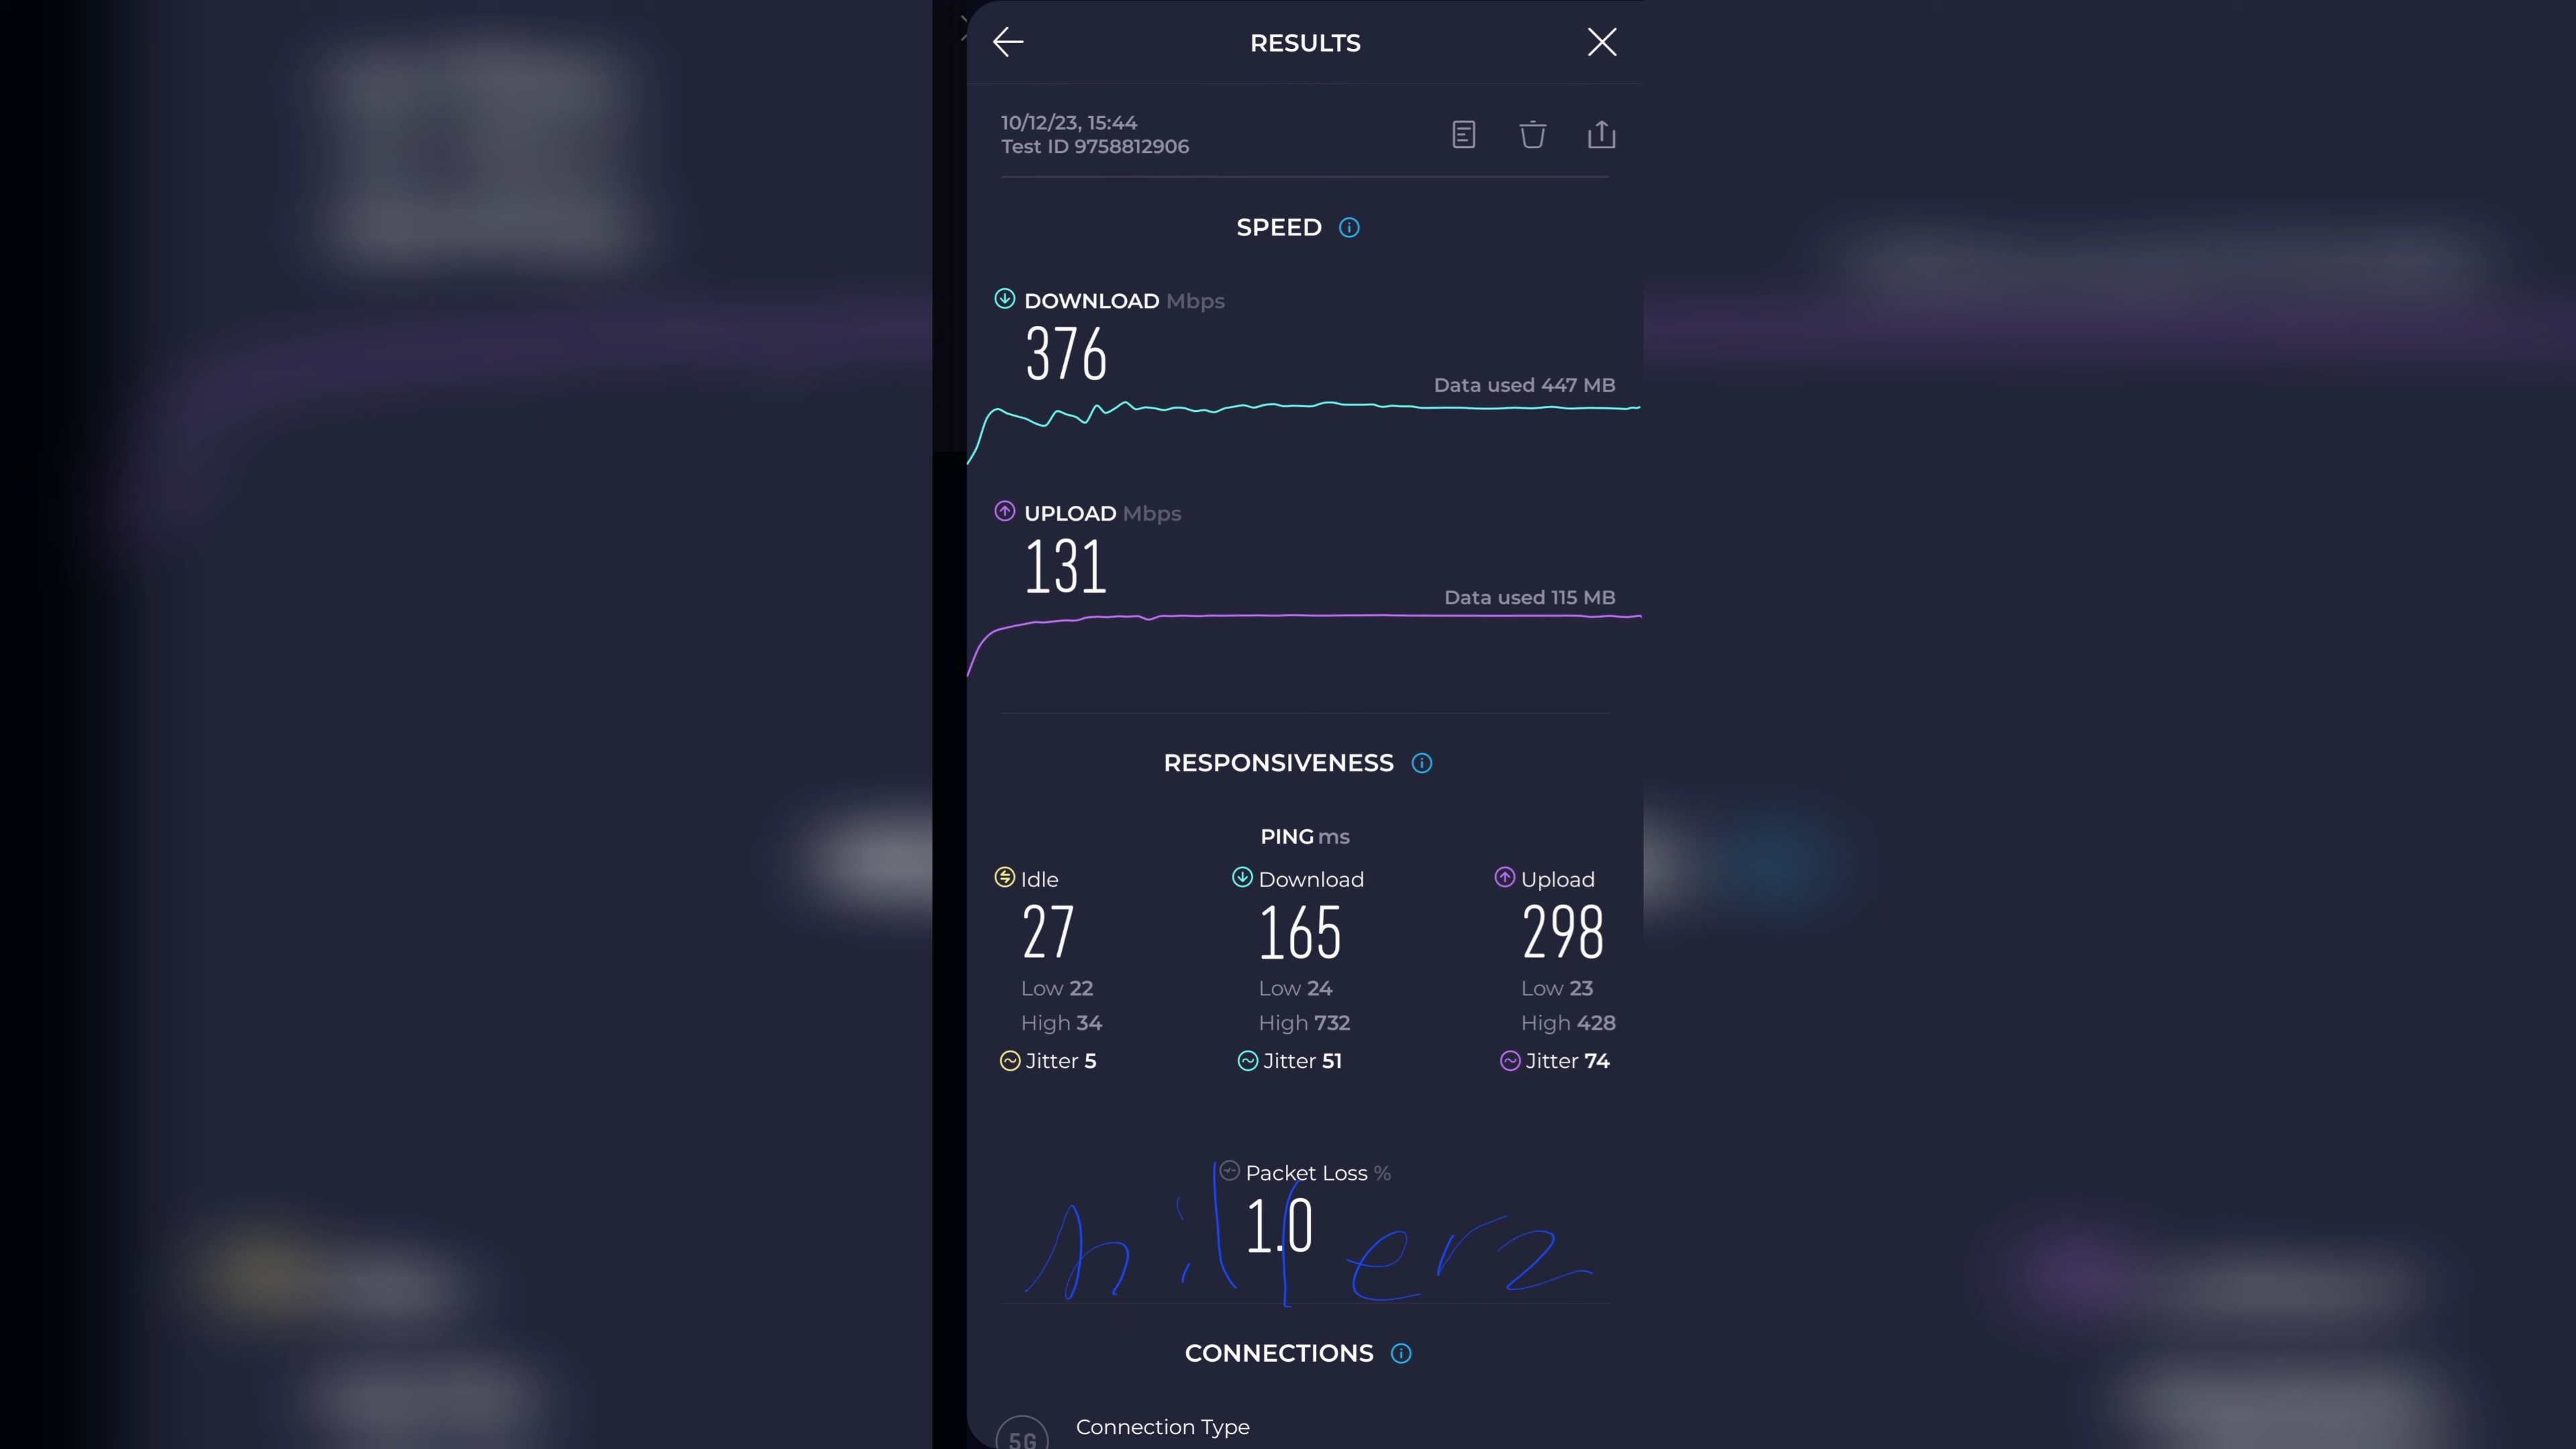 RESULTS
10/12/23, 15:44
Test ID 9758812906
SPEED
DOWNLOAD Mbps
376
Data used 447 MB
UPLOAD Mbps
131
Data used 115 MB
RESPONSIVENESS
PING ms
Idle Download Upload
27 165 298
Low 22 Low 24 Low 23
High 34 High 732 High 428
Jitter 5 Jitter 51 Jitter 74
Packet Loss %
1.0
CONNECTIONS
Connection Type
5G